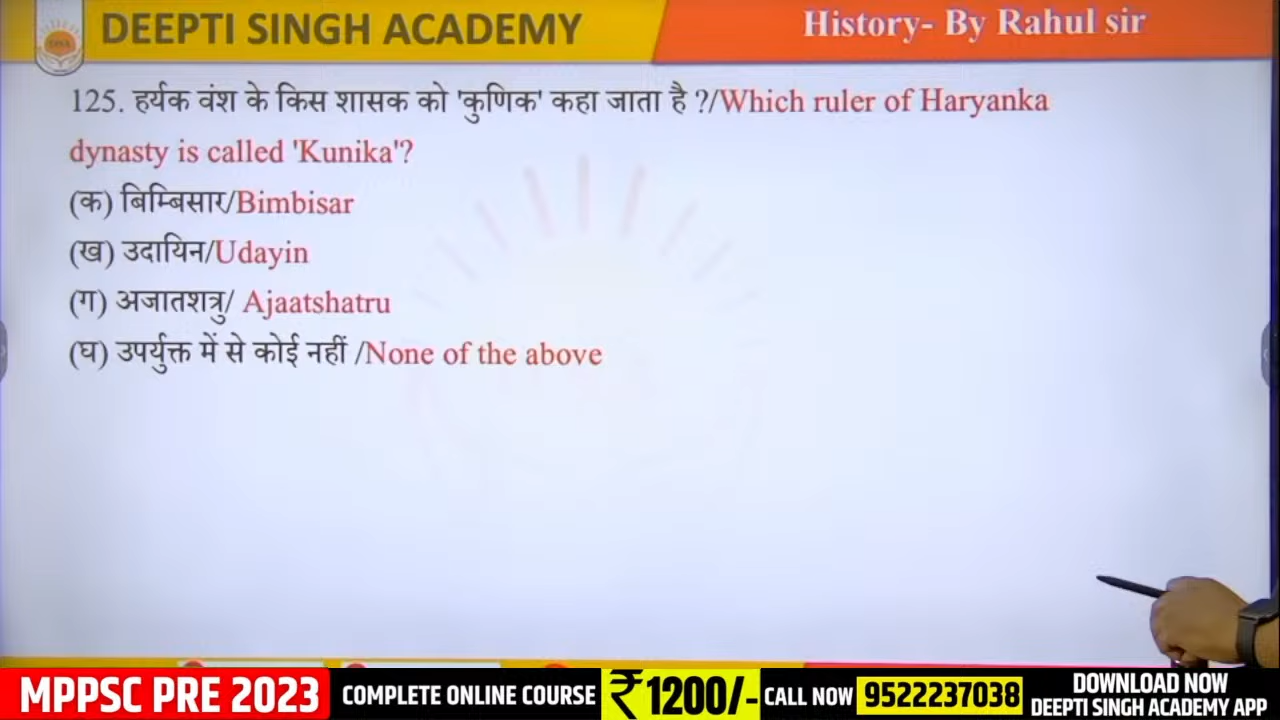 DEEPTI SINGH ACADEMY
History- By Rahul sir
125. हर्यक वंश के किस शासक को 'कुणिक' कहा जाता है ?/Which ruler of Haryanka
dynasty is called 'Kunika'?
(क) बिम्बिसार/Bimbisar
(ख) उदायिन/Udayin
(ग) अजातशत्रु/ Ajaatshatru
(घ) उपर्युक्त में से कोई नहीं /None of the above
MPPSC PRE 2023
COMPLETE ONLINE COURSE
₹1200/-
CALL NOW
9522237038
DOWNLOAD NOW
DEEPTI SINGH ACADEMY APP